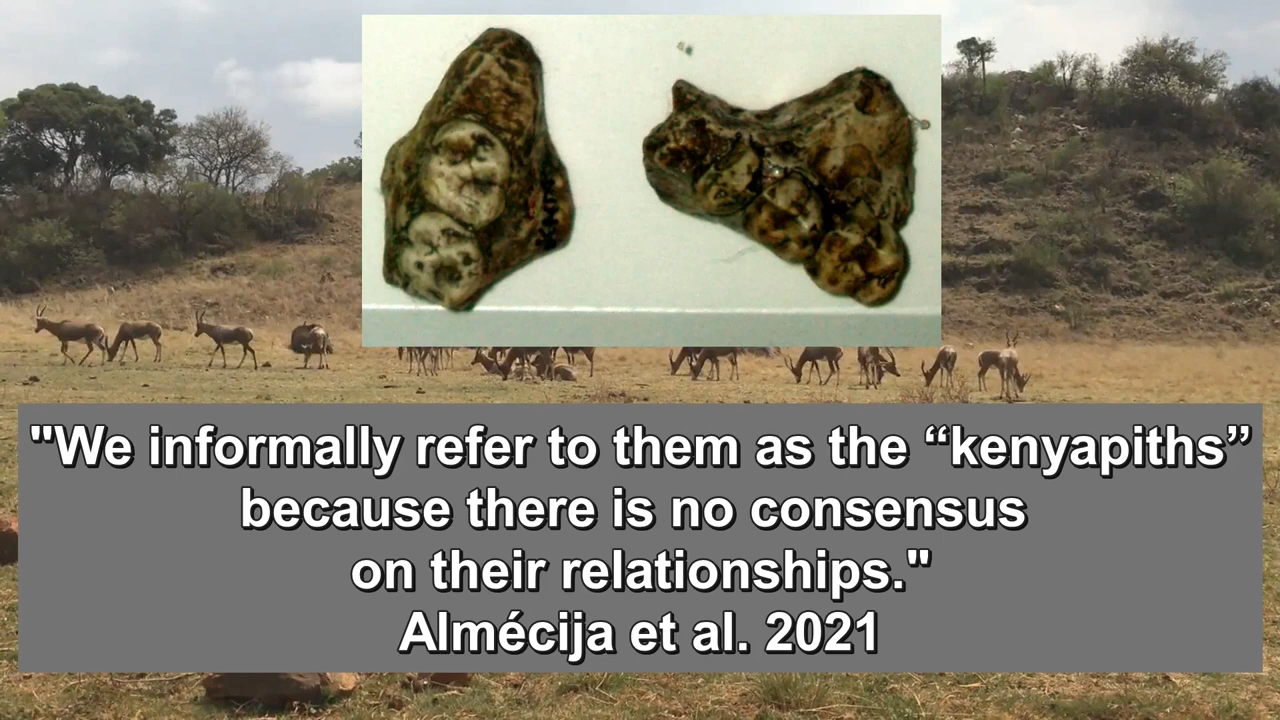 "We informally refer to them as the “kenyapiths”
because there is no consensus
on their relationships."
Almécija et al. 2021